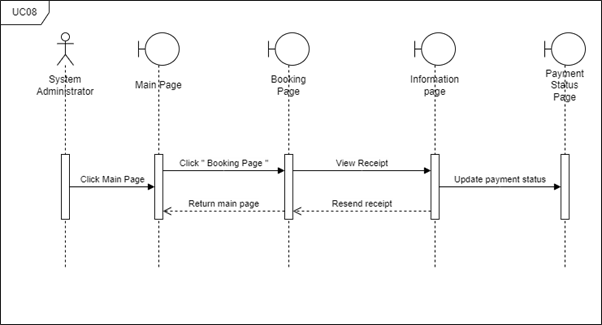 UC08
System
Administrator
Main Page
Booking
Page
Information
page
Payment
Status
Page
Click " Booking Page "
View Receipt
Click Main Page
Update payment status
Return main page
Resend receipt